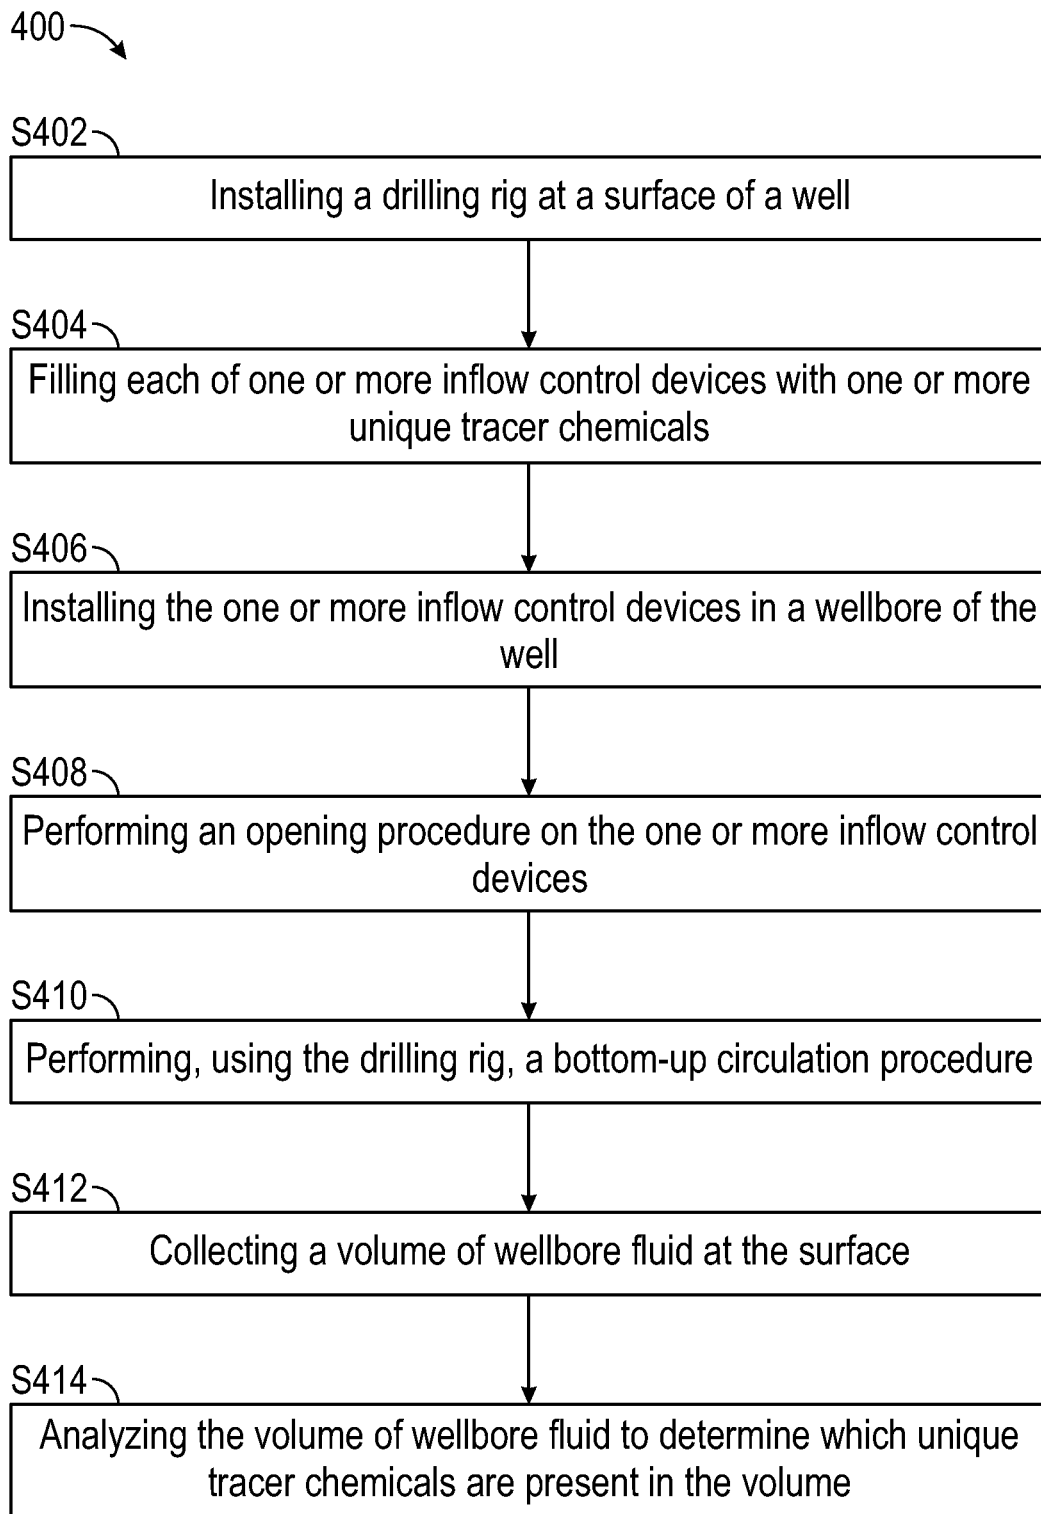 400
S402
Installing a drilling rig at a surface of a well
S404
Filling each of one or more inflow control devices with one or more
unique tracer chemicals
S406
Installing the one or more inflow control devices in a wellbore of the
well
S408
Performing an opening procedure on the one or more inflow control
devices
S410
Performing, using the drilling rig, a bottom-up circulation procedure
S412
Collecting a volume of wellbore fluid at the surface
S414
Analyzing the volume of wellbore fluid to determine which unique
tracer chemicals are present in the volume